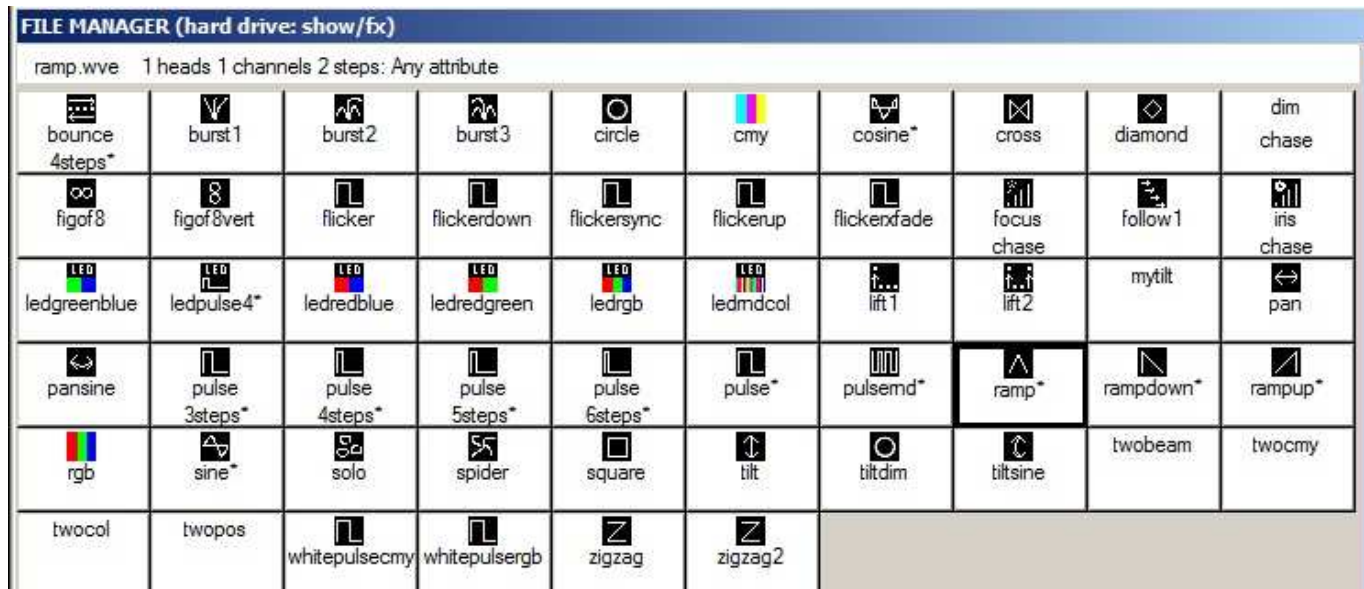 FILE MANAGER (hard drive: show/fx)
ramp.wve 1 heads 1 channels 2 steps: Any attribute
bounce
4steps*
burst1
burst2
burst3
circle
cmy
cosine*
cross
diamond
dim
chase
figof8
figof8vert
flicker
flickerdown
flickersync
flickerup
flickerxfade
focus
chase
follow1
iris
chase
LED
ledgreenblue
LED
ledpulse4*
LED
ledredblue
LED
ledredgreen
LED
ledrgb
LED
ledrndcol
lift1
lift2
mytilt
pan
pansine
pulse
3steps*
pulse
4steps*
pulse
5steps*
pulse
6steps*
pulse*
pulsernd*
ramp*
rampdown*
rampup*
rgb
sine*
solo
spider
square
tilt
tiltdim
tiltsine
twobeam
twocmy
twocol
twopos
whitepulsecmy
whitepulsergb
zigzag
zigzag2